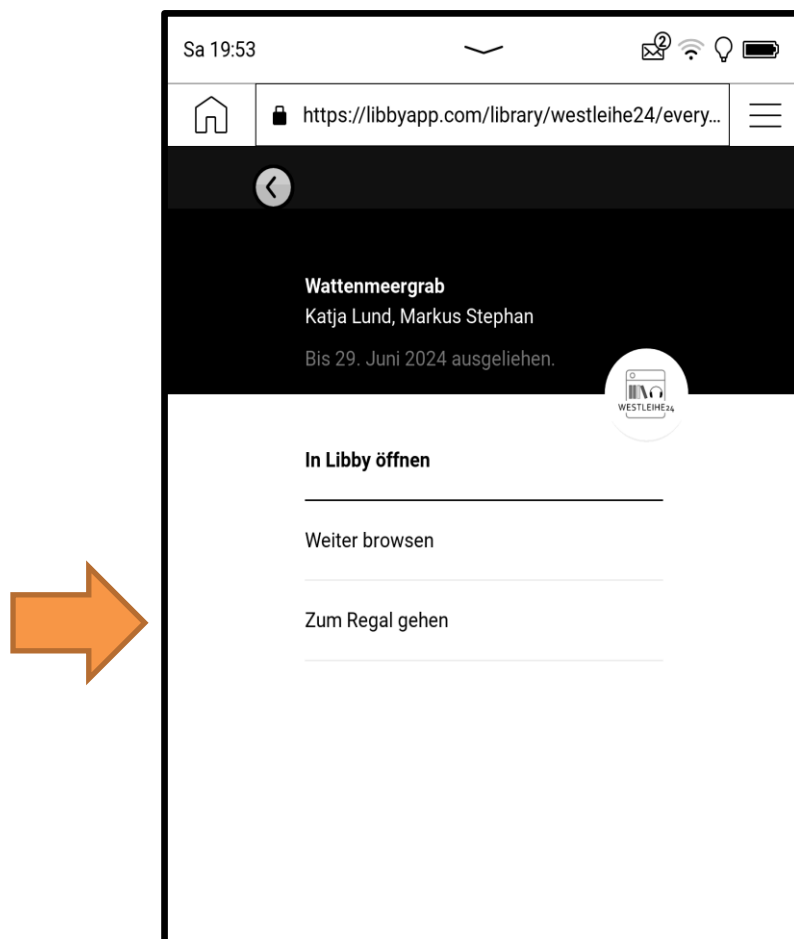 Sa 19:53
2
https://libbyapp.com/library/westleihe24/every...
Wattenmeergrab
Katja Lund, Markus Stephan
Bis 29. Juni 2024 ausgeliehen.
WESTLEIHE24
In Libby öffnen
Weiter browsen
Zum Regal gehen